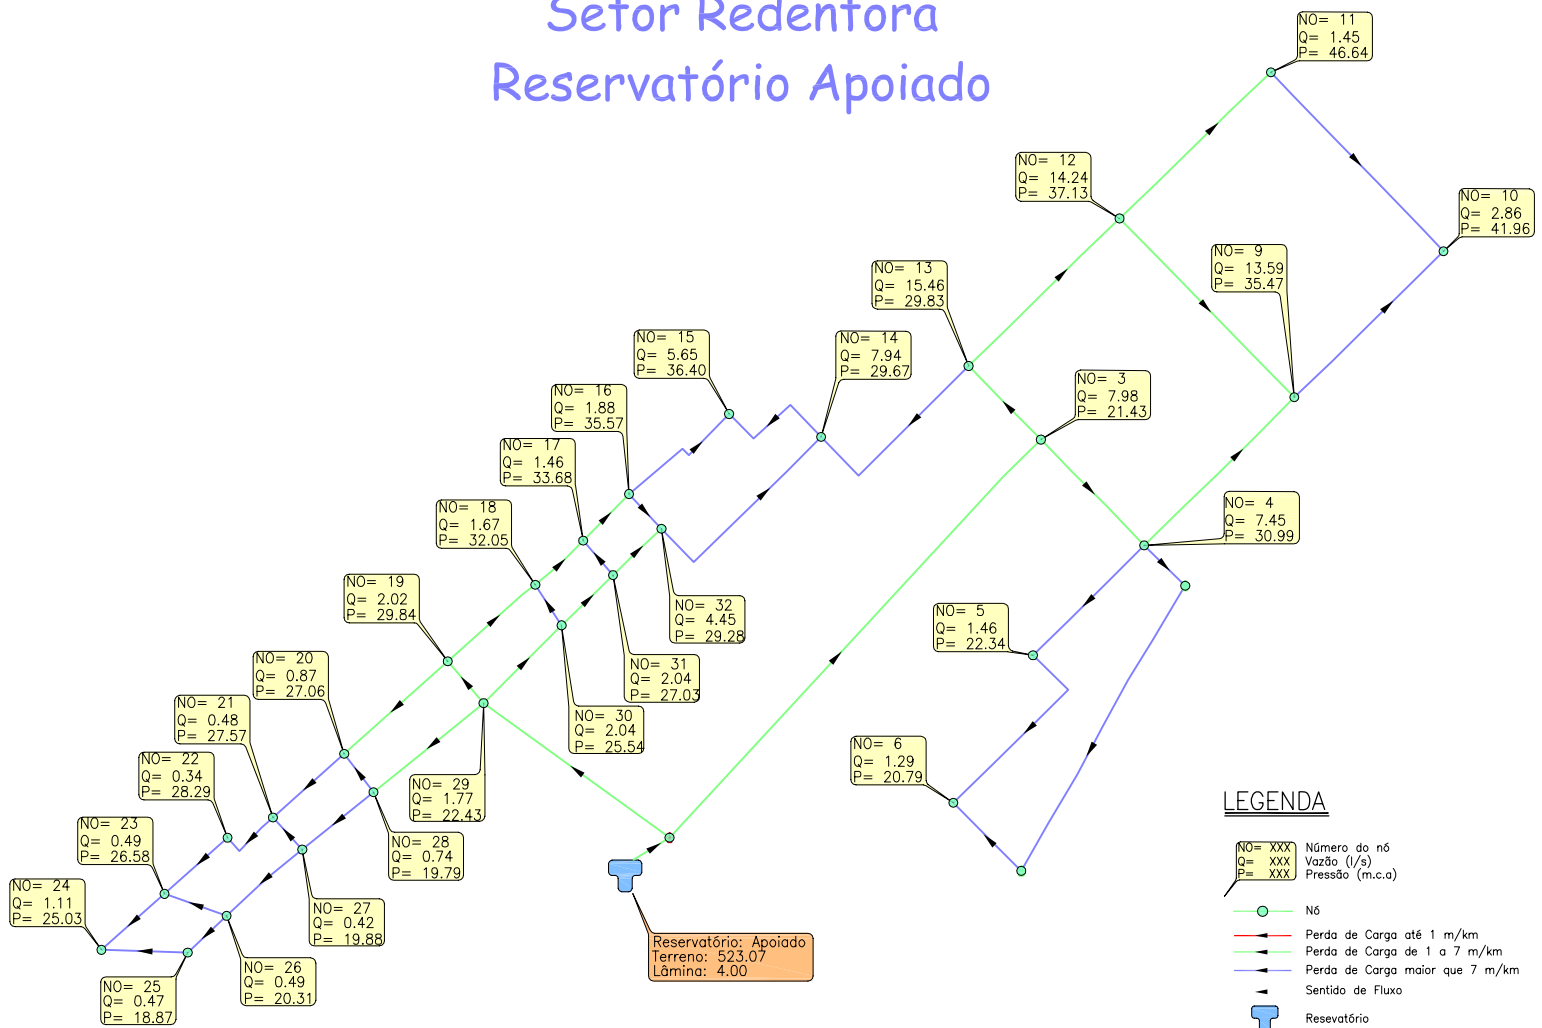 Setor Redentora
Reservatório Apoiado
NO= 11
Q= 1.45
P= 46.64
NO= 12
Q= 14.24
P= 37.13
NO= 10
Q= 2.86
P= 41.96
NO= 9
Q= 13.59
P= 35.47
NO= 13
Q= 15.46
P= 29.83
NO= 15
Q= 5.65
P= 36.40
NO= 14
Q= 7.94
P= 29.67
NO= 3
Q= 7.98
P= 21.43
NO= 16
Q= 1.88
P= 35.57
NO= 17
Q= 1.46
P= 33.68
NO= 18
Q= 1.67
P= 32.05
NO= 4
Q= 7.45
P= 30.99
NO= 19
Q= 2.02
P= 29.84
NO= 32
Q= 4.45
P= 29.28
NO= 5
Q= 1.46
P= 22.34
NO= 20
Q= 0.87
P= 27.06
NO= 31
Q= 2.04
P= 27.03
NO= 21
Q= 0.48
P= 27.57
NO= 30
Q= 2.04
P= 25.54
NO= 6
Q= 1.29
P= 20.79
NO= 22
Q= 0.34
P= 28.29
NO= 29
Q= 1.77
P= 22.43
NO= 23
Q= 0.49
P= 26.58
NO= 28
Q= 0.74
P= 19.79
NO= 24
Q= 1.11
P= 25.03
NO= 27
Q= 0.42
P= 19.88
NO= 26
Q= 0.49
P= 20.31
NO= 25
Q= 0.47
P= 18.87
Reservatório: Apoiado
Terreno: 523.07
Lâmina: 4.00
LEGENDA
NO= XXX Número do nó
Q= XXX Vazão (l/s)
P= XXX Pressão (m.c.a)
Nó
Perda de Carga até 1 m/km
Perda de Carga de 1 a 7 m/km
Perda de Carga maior que 7 m/km
Sentido de Fluxo
Resevatório